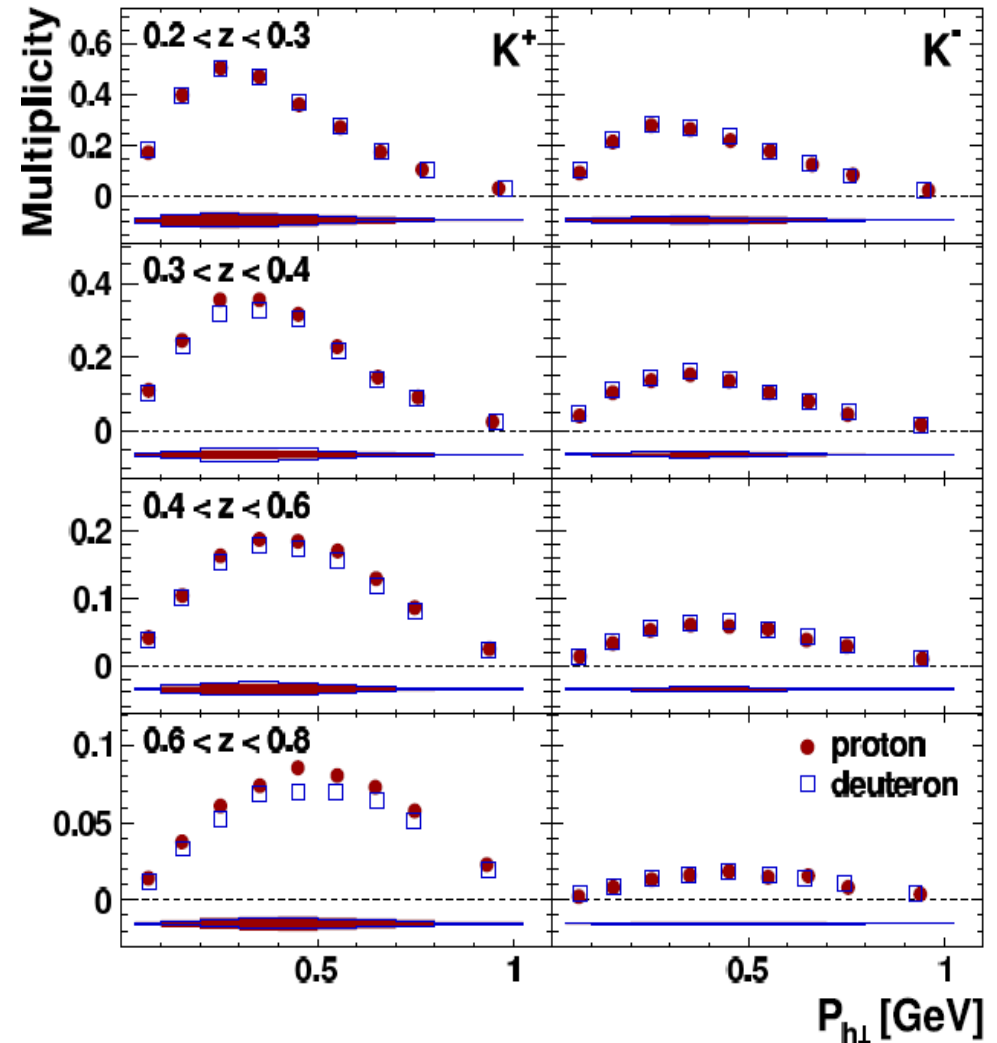 Multiplicity
0.2 < z < 0.3
K+
K-
0.6
0.4
0.2
0
0.3 < z < 0.4
0.4
0.2
0
0.4 < z < 0.6
0.2
0.1
0
0.6 < z < 0.8
proton
deuteron
0.1
0.05
0
0.5 1 0.5 1
Ph⊥ [GeV]